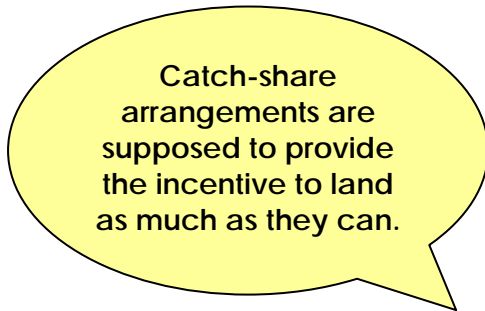 Catch-share
arrangements are
supposed to provide
the incentive to land
as much as they can.